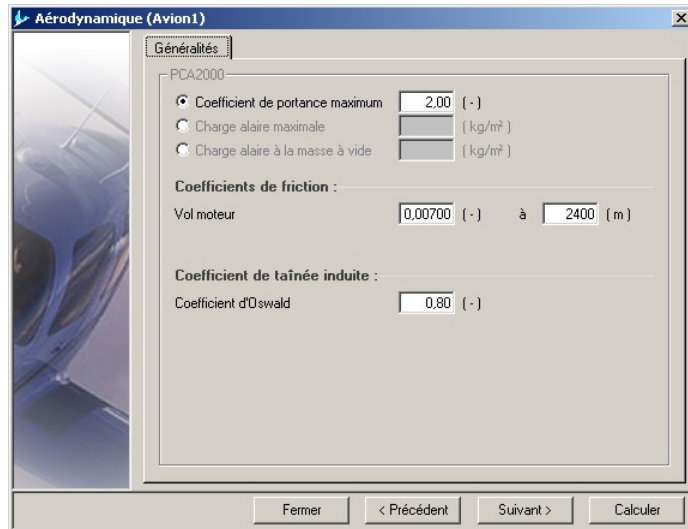 Aérodynamique (Avion1)
Généralités
PCA2000
Coefficient de portance maximum 2,00 ( - )
Charge alaire maximale ( kg/m² )
Charge alaire à la masse à vide ( kg/m² )
Coefficients de friction :
Vol moteur 0,00700 ( - ) à 2400 ( m )
Coefficient de taînée induite :
Coefficient d'Oswald 0,80 ( - )
Fermer < Précédent Suivant > Calculer